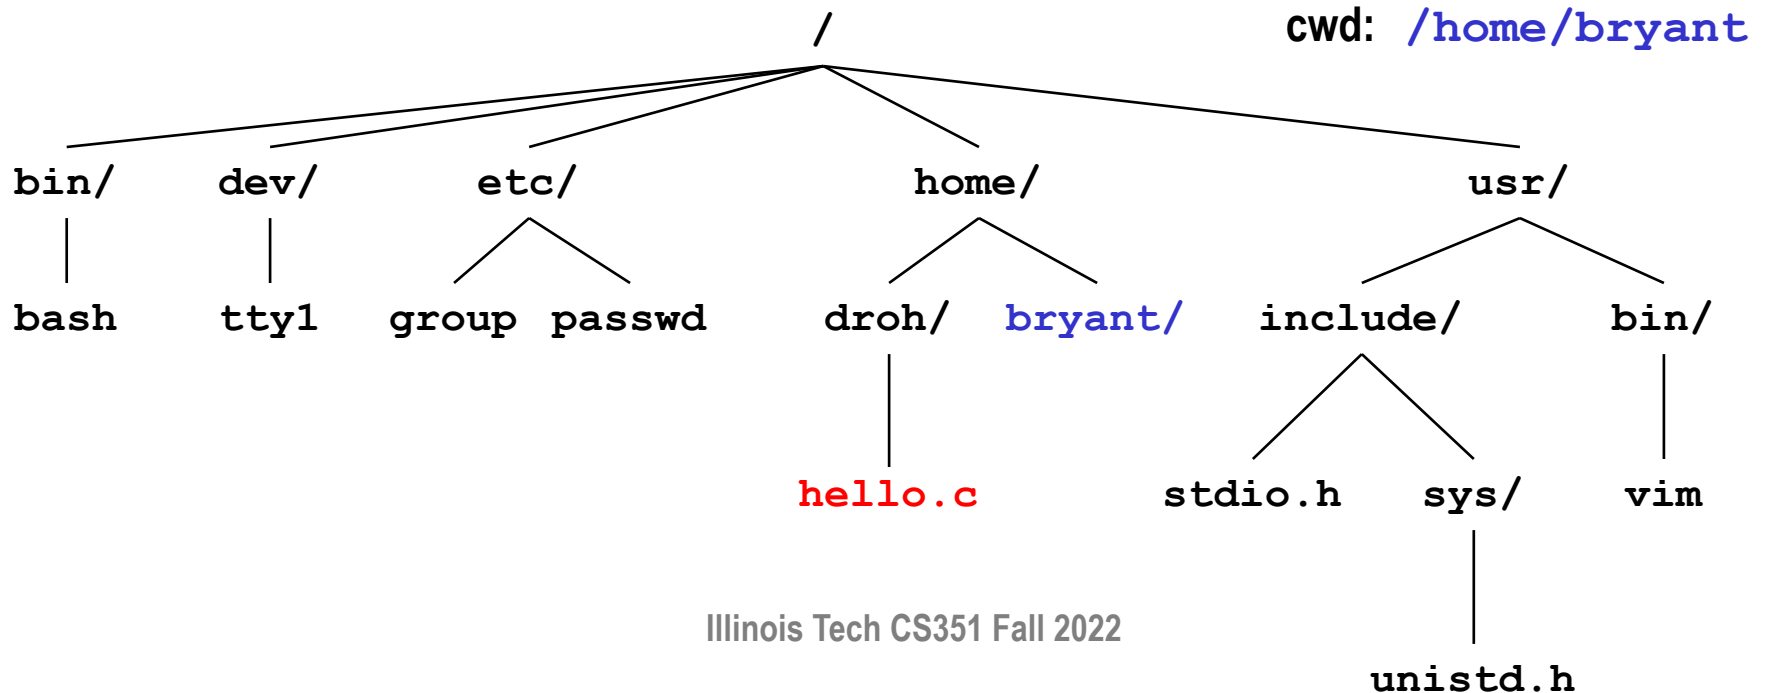 /
cwd: /home/bryant
bin/ dev/ etc/ home/ usr/
bash tty1 group passwd droh/ bryant/ include/ bin/
hello.c stdio.h sys/ vim
Illinois Tech CS351 Fall 2022
unistd.h